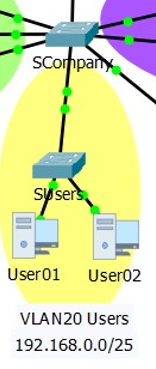 SCompany
SUsers
User01
User02
VLAN20 Users
192.168.0.0/25